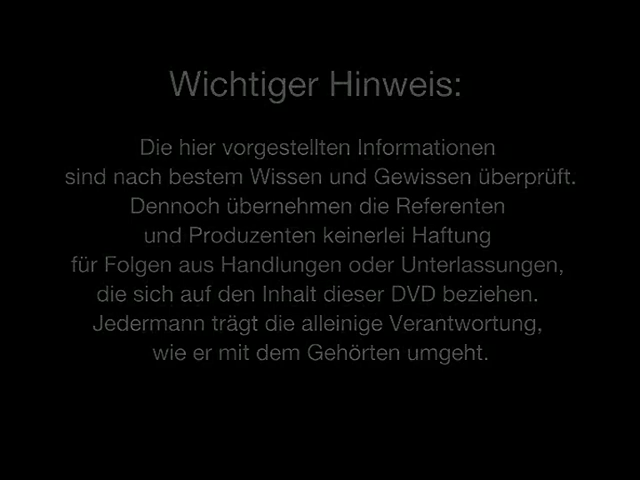 Wichtiger Hinweis:
Die hier vorgestellten Informationen
sind nach bestem Wissen und Gewissen überprüft.
Dennoch übernehmen die Referenten
und Produzenten keinerlei Haftung
für Folgen aus Handlungen oder Unterlassungen,
die sich auf den Inhalt dieser DVD beziehen.
Jedermann trägt die alleinige Verantwortung,
wie er mit dem Gehörten umgeht.